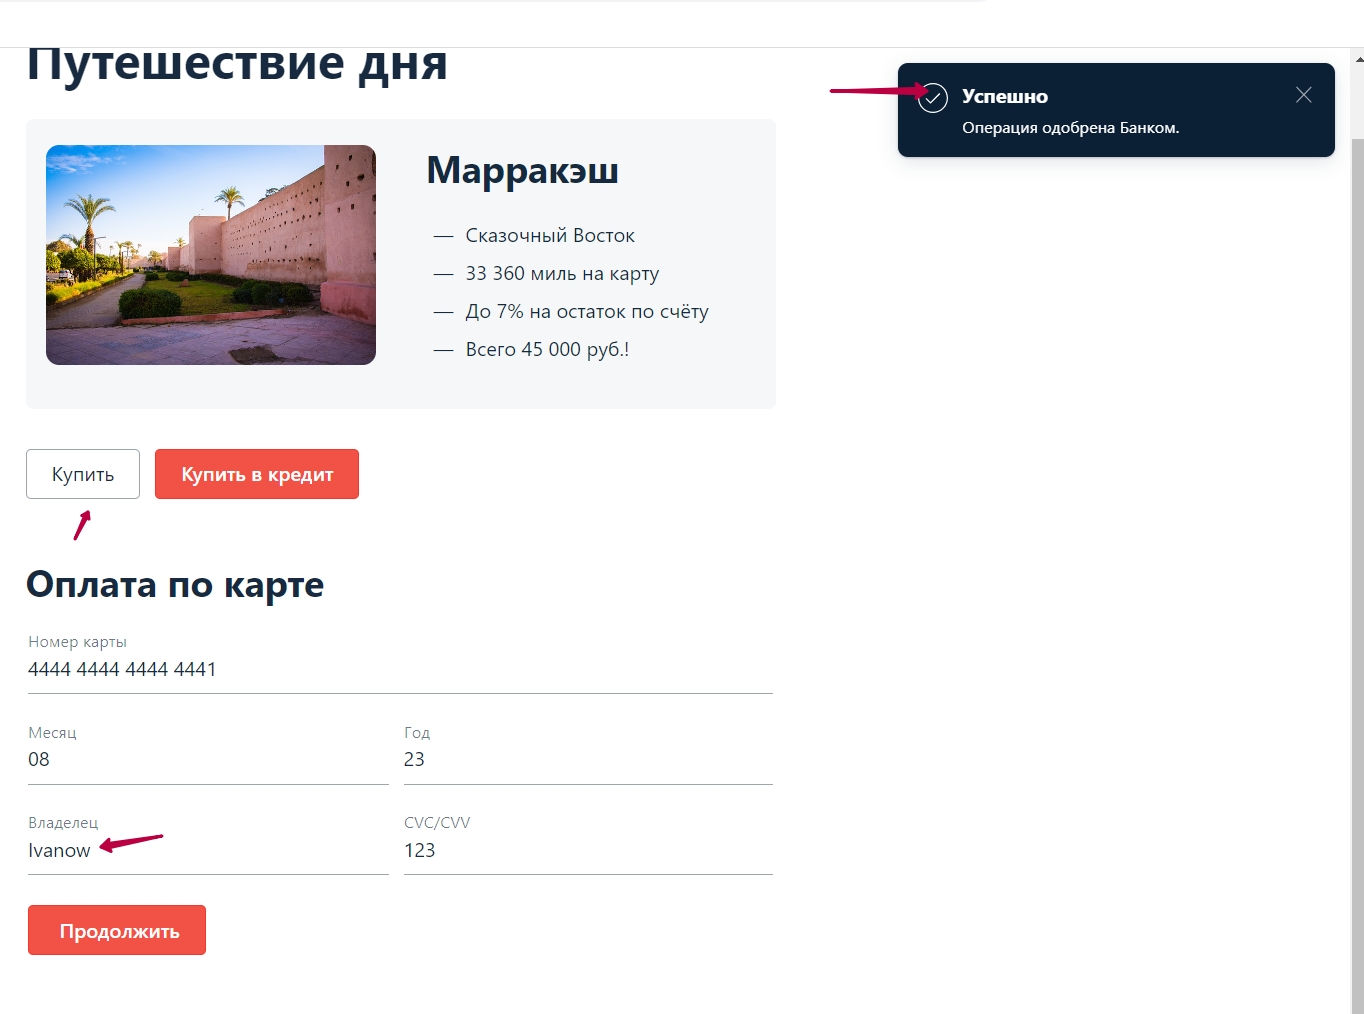 Путешествие дня
Успешно
Операция одобрена Банком.
Марракэш
— Сказочный Восток
— 33 360 миль на карту
— До 7% на остаток по счёту
— Всего 45 000 руб.!
Купить
Купить в кредит
Оплата по карте
Номер карты
4444 4444 4444 4441
Месяц
Год
08
23
Владелец
CVC/CVV
Ivanow
123
Продолжить